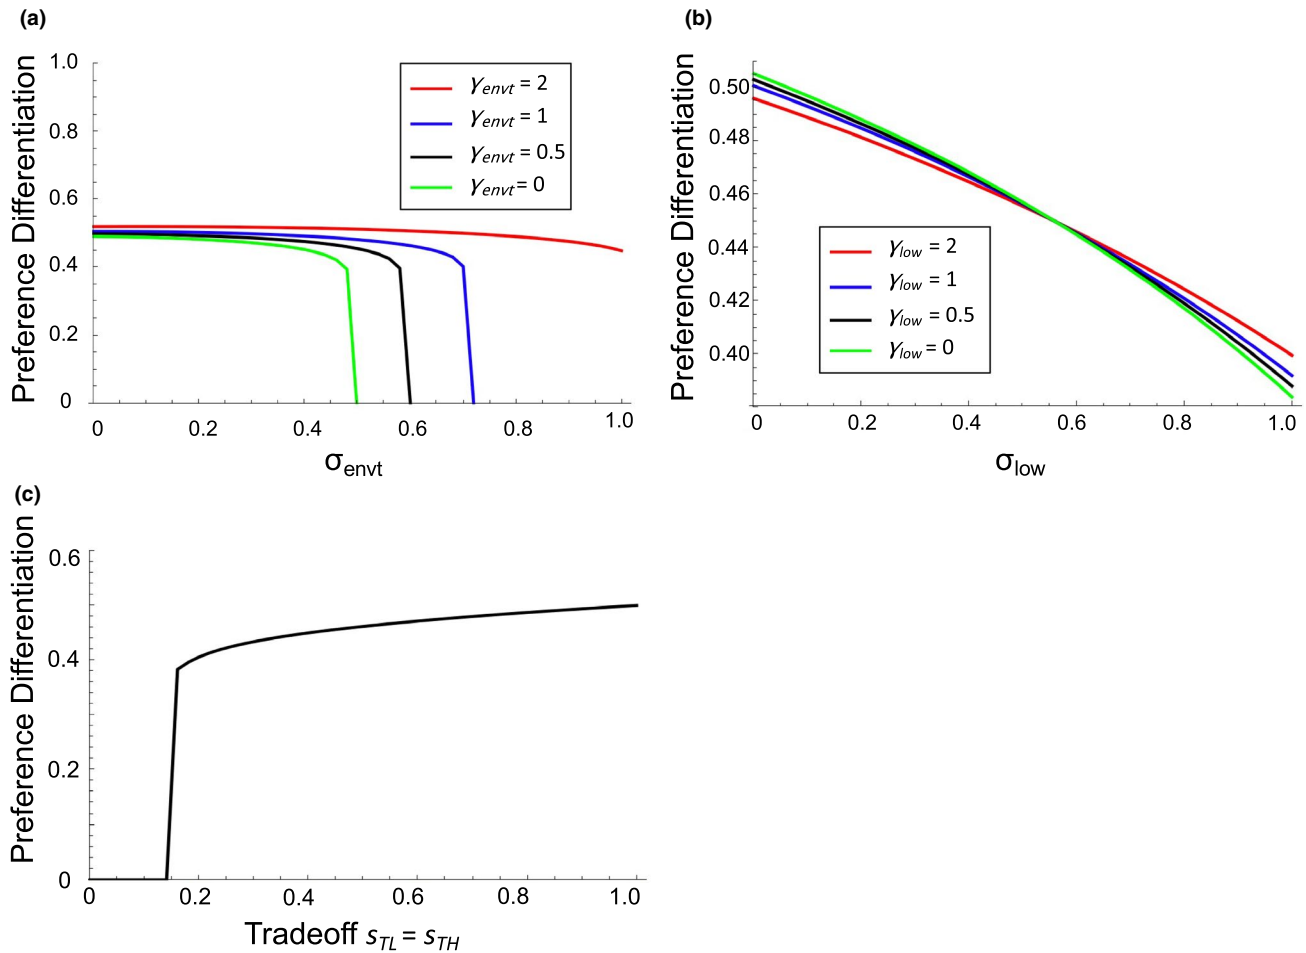 (a)
Preference Differentiation
1.0
0.8
0.6
0.4
0.2
0
γenvt = 2
γenvt = 1
γenvt = 0.5
γenvt = 0
0 0.2 0.4 0.6 0.8 1.0
σenvt
(b)
Preference Differentiation
0.50
0.48
0.46
0.44
0.42
0.40
γlow = 2
γlow = 1
γlow = 0.5
γlow = 0
0 0.2 0.4 0.6 0.8 1.0
σlow
(c)
Preference Differentiation
0.6
0.4
0.2
0
0 0.2 0.4 0.6 0.8 1.0
Tradeoff sTL = sTH